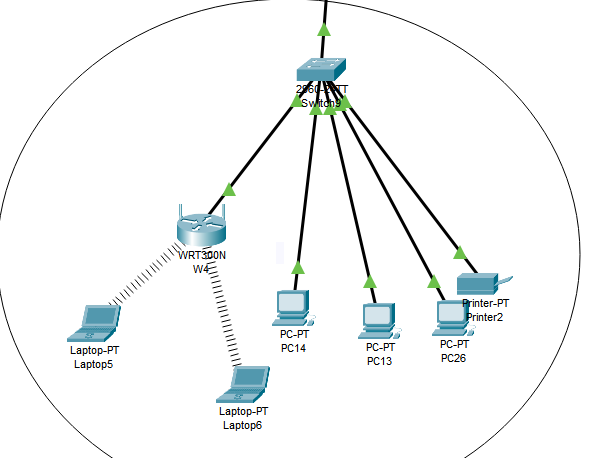 2960-24TT
Switch9
WRT300N
W4
Printer-PT
Printer2
PC-PT
PC14
PC-PT
PC13
PC-PT
PC26
Laptop-PT
Laptop5
Laptop-PT
Laptop6